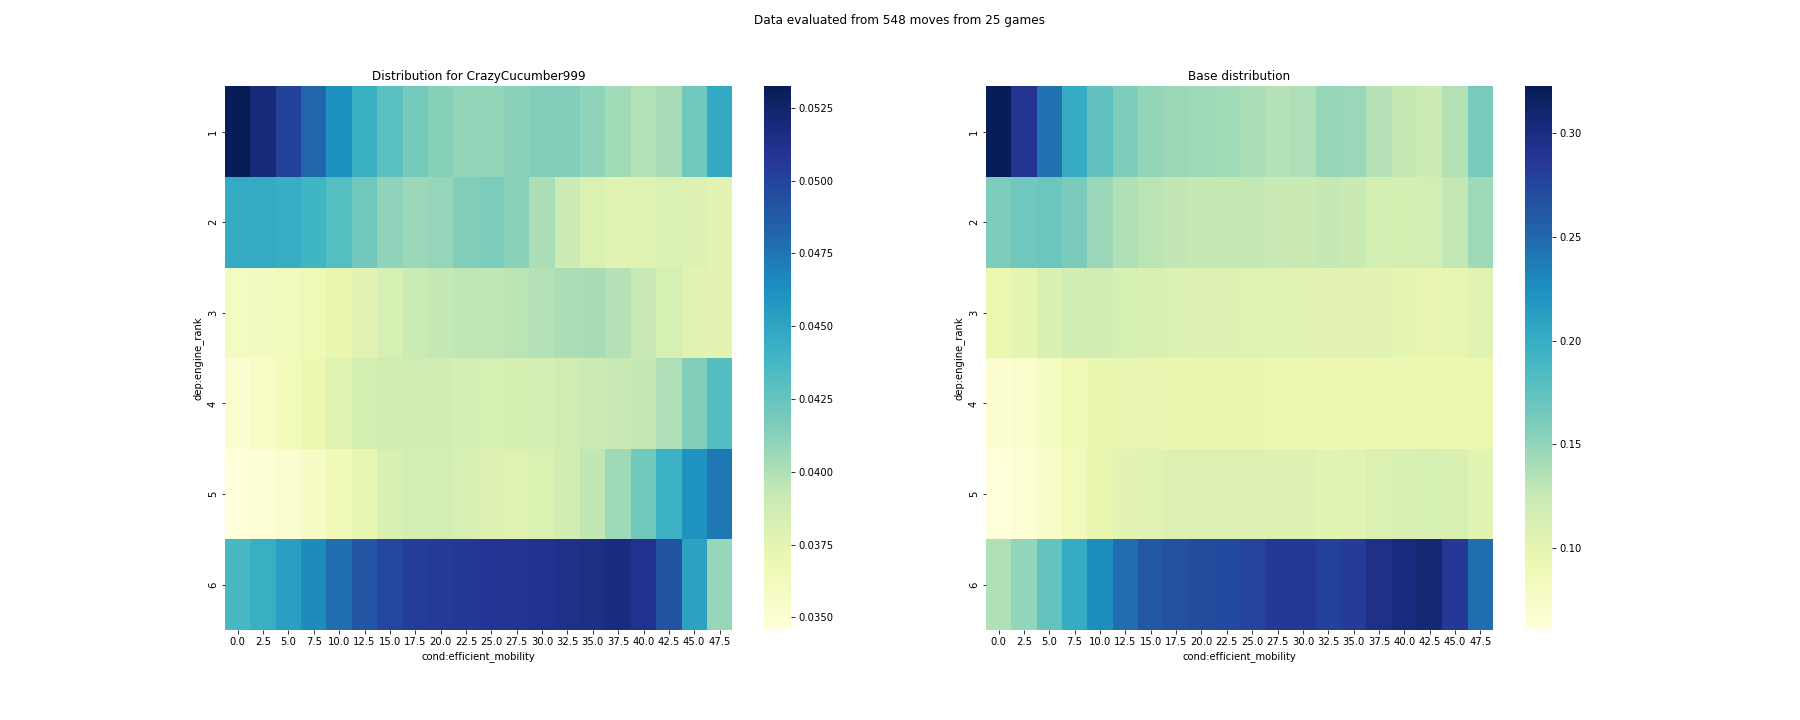 Data evaluated from 548 moves from 25 games
Distribution for CrazyCucumber999
dep:engine_rank
1
2
3
4
5
6
0.0 2.5 5.0 7.5 10.0 12.5 15.0 17.5 20.0 22.5 25.0 27.5 30.0 32.5 35.0 37.5 40.0 42.5 45.0 47.5
cond:efficient_mobility
0.0525
0.0500
0.0475
0.0450
0.0425
0.0400
0.0375
0.0350
Base distribution
dep:engine_rank
1
2
3
4
5
6
0.0 2.5 5.0 7.5 10.0 12.5 15.0 17.5 20.0 22.5 25.0 27.5 30.0 32.5 35.0 37.5 40.0 42.5 45.0 47.5
cond:efficient_mobility
0.30
0.25
0.20
0.15
0.10